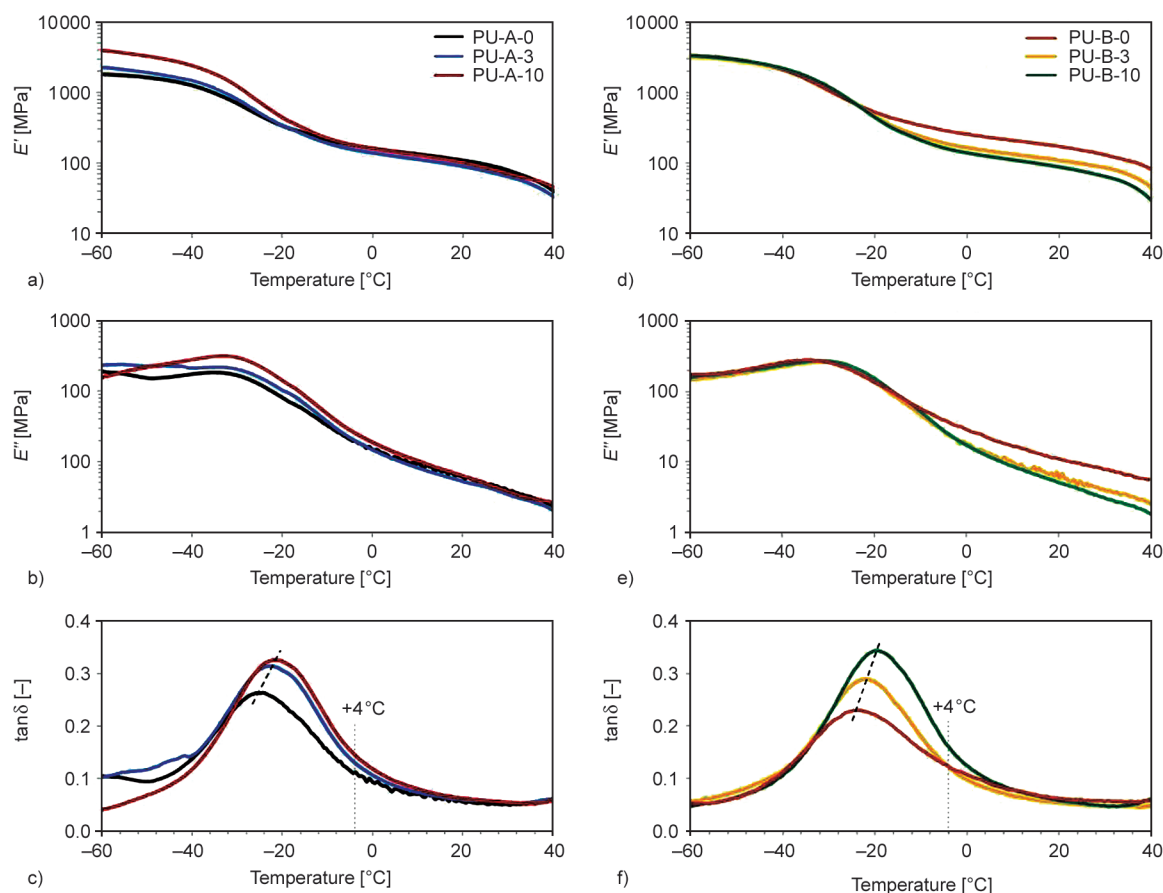 10000
1000
100
10
E′ [MPa]
PU-A-0
PU-A-3
PU-A-10
–60
–40
–20
0
20
40
Temperature [°C]
a)
10000
1000
100
10
E′ [MPa]
PU-B-0
PU-B-3
PU-B-10
–60
–40
–20
0
20
40
Temperature [°C]
d)
1000
100
100
1
E″ [MPa]
–60
–40
–20
0
20
40
Temperature [°C]
b)
1000
100
10
1
E″ [MPa]
–60
–40
–20
0
20
40
Temperature [°C]
e)
0.4
0.3
0.2
0.1
0.0
tanδ [–]
+4 °C
–60
–40
–20
0
20
40
Temperature [°C]
c)
0.4
0.3
0.2
0.1
0.0
tanδ [–]
+4 °C
–60
–40
–20
0
20
40
Temperature [°C]
f)